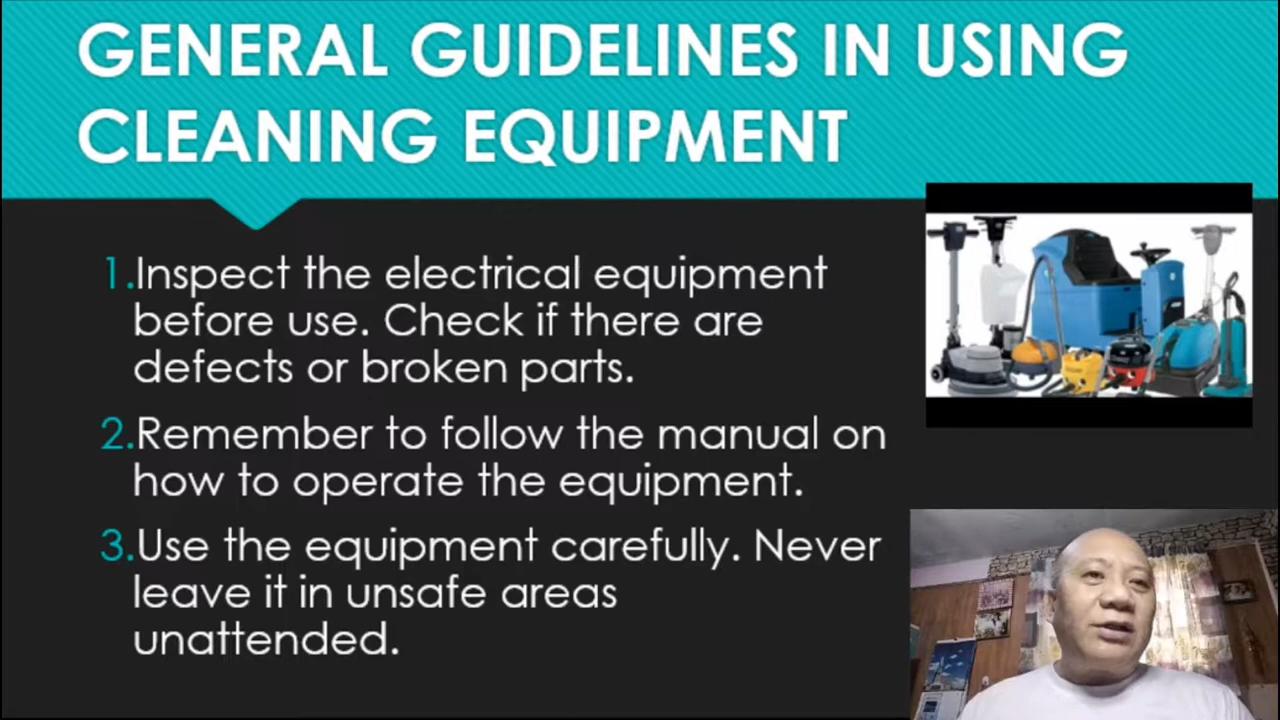 GENERAL GUIDELINES IN USING
CLEANING EQUIPMENT
1.Inspect the electrical equipment
before use. Check if there are
defects or broken parts.
2.Remember to follow the manual on
how to operate the equipment.
3.Use the equipment carefully. Never
leave it in unsafe areas
unattended.